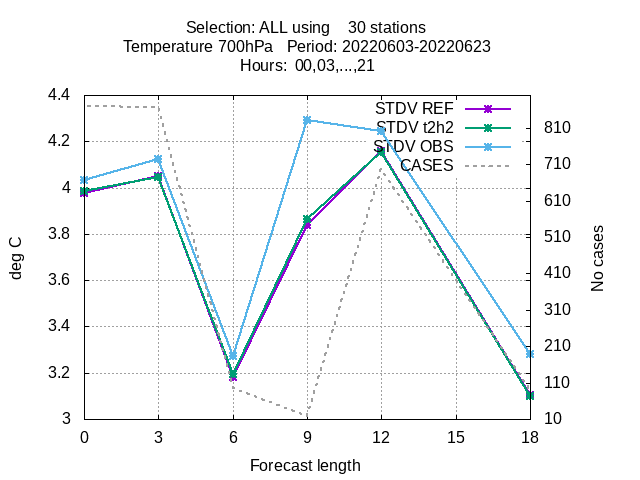 Selection: ALL using    30 stations
Temperature 700hPa   Period: 20220603-20220623
Hours:  00,03,...,21
4.4
4.2
4
3.8
3.6
3.4
3.2
3
deg C
STDV REF
STDV t2h2
STDV OBS
CASES
810
710
610
510
410
310
210
110
10
No cases
0 3 6 9 12 15 18
Forecast length